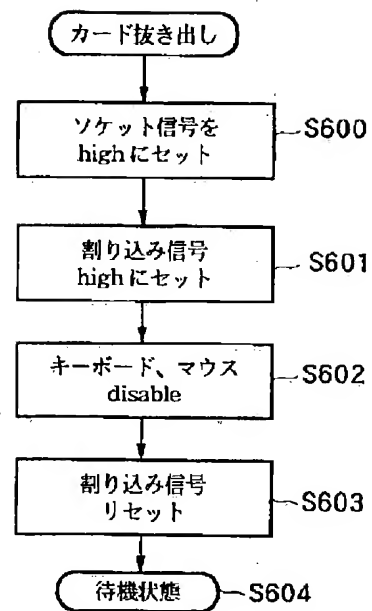 カード抜き出し
ソケット信号を
highにセット
S600
割り込み信号
highにセット
S601
キーボード、マウス
disable
S602
割り込み信号
リセット
S603
待機状態
S604